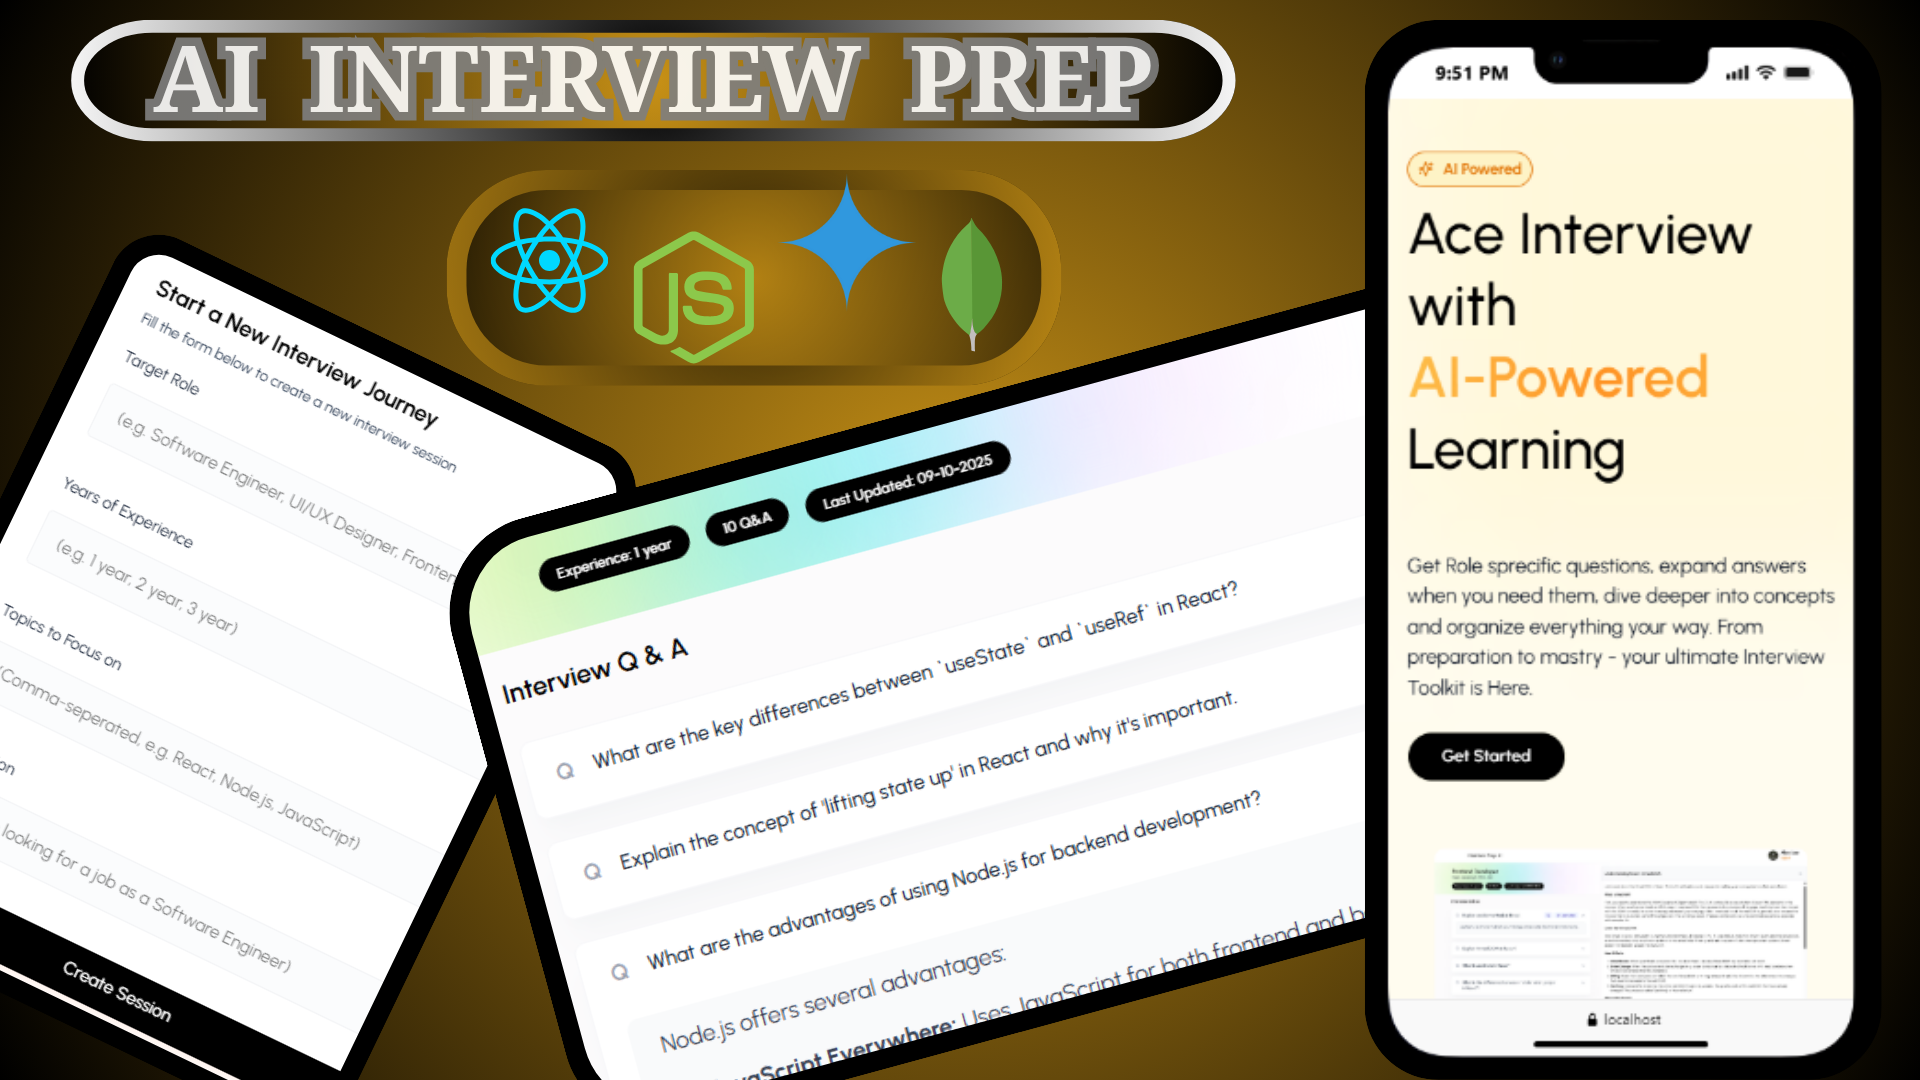 AI INTERVIEW PREP
JS
Start a New Interview Journey
Fill the form below to create a new interview session
Target Role
(e.g. Software Engineer, UI/UX Designer, Fronten
Years of Experience
(e.g. 1 year, 2 year, 3 year)
Topics to Focus on
(Comma-seperated, e.g. React, Node.js, JavaScript)
on
looking for a job as a Software Engineer)
Create Session
Experience: 1 year
10 Q&A
Last Updated: 09-10-2025
Interview Q & A
Q What are the key differences between `useState` and `useRef` in React?
Q Explain the concept of 'lifting state up' in React and why it's important.
Q What are the advantages of using Node.js for backend development?
Node.js offers several advantages:
vaScript Everywhere: Uses JavaScript for both frontend and b
9:51 PM
AI Powered
Ace Interview
with
AI-Powered
Learning
Get Role sprecific questions, expand answers
when you need them, dive deeper into concepts
and organize everything your way. From
preparation to mastry - your ultimate Interview
Toolkit is Here.
Get Started
localhost